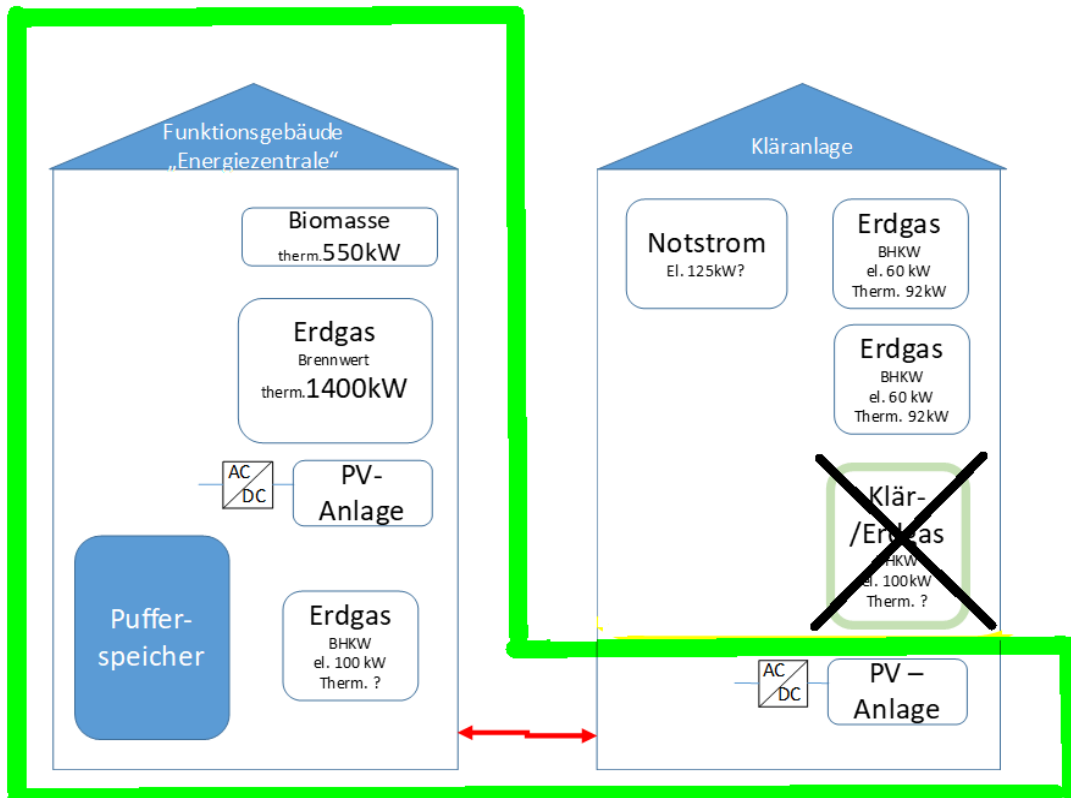 Funktionsgebäude
„Energiezentrale“
Biomasse
therm.550kW
Erdgas
Brennwert
therm.1400kW
AC
DC
PV-
Anlage
Puffer-
speicher
Erdgas
BHKW
el. 100 kW
Therm. ?
Kläranlage
Notstrom
El. 125kW?
Erdgas
BHKW
el. 60 kW
Therm. 92kW
Erdgas
BHKW
el. 60 kW
Therm. 92kW
Klär-
/Erdgas
BHKW
el. 100kW
Therm. ?
AC
DC
PV –
Anlage